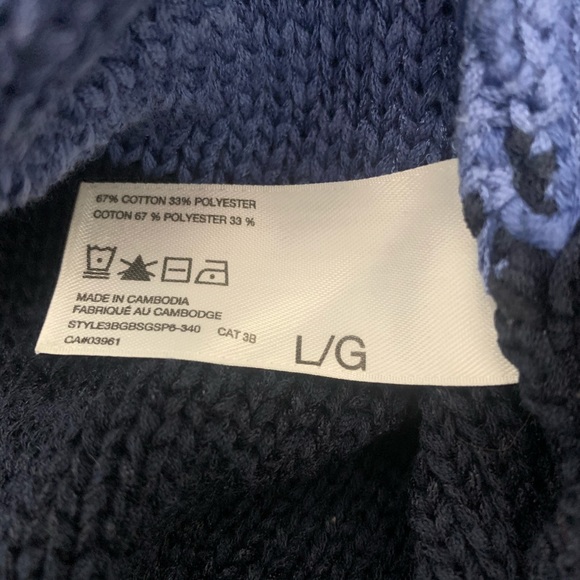 67% COTTON 33% POLYESTER
COTON 67 % POLYESTER 33 %
MADE IN CAMBODIA
FABRIQUÉ AU CAMBODGE
STYLE3BGBSGSP6-340 CAT 3B
CA#03961
L/G